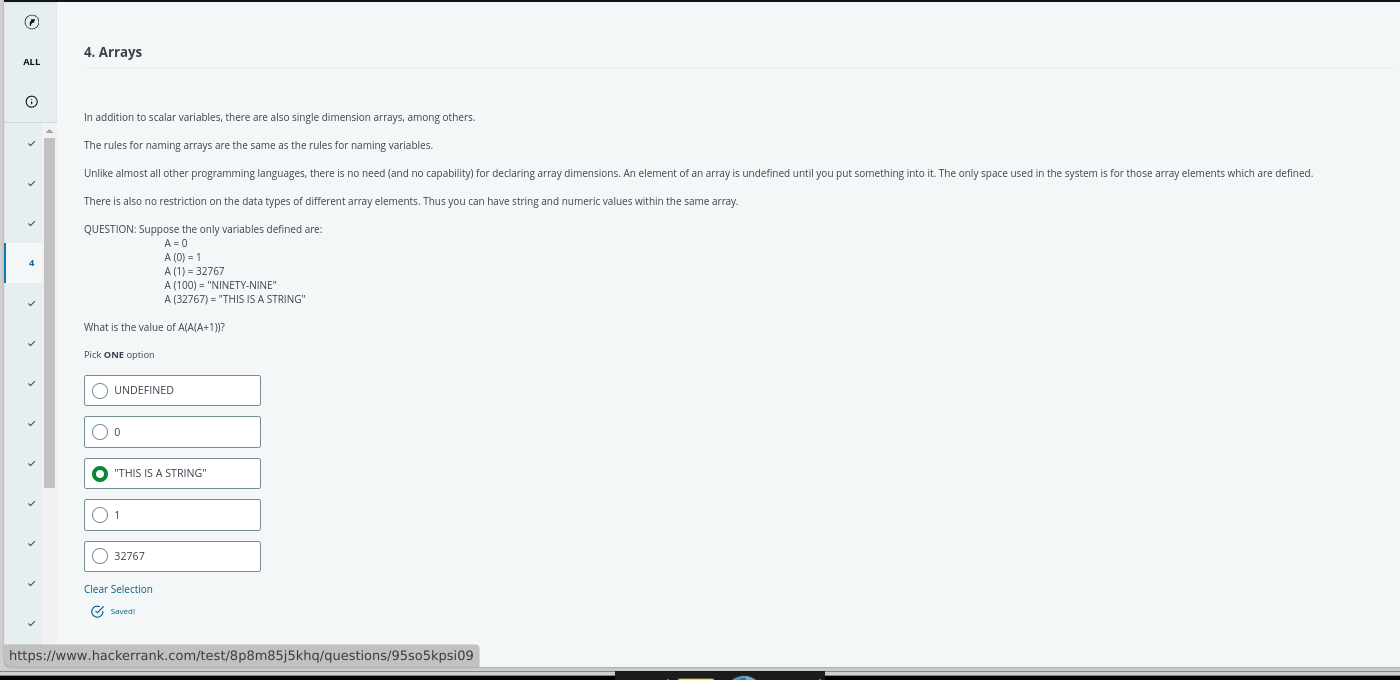 4. Arrays
ALL
In addition to scalar variables, there are also single dimension arrays, among others.
The rules for naming arrays are the same as the rules for naming variables.
Unlike almost all other programming languages, there is no need (and no capability) for declaring array dimensions. An element of an array is undefined until you put something into it. The only space used in the system is for those array elements which are defined.
There is also no restriction on the data types of different array elements. Thus you can have string and numeric values within the same array.
QUESTION: Suppose the only variables defined are:
A = 0
A (0) = 1
A (1) = 32767
A (100) = "NINETY-NINE"
A (32767) = "THIS IS A STRING"
4
What is the value of A(A(A+1))?
Pick ONE option
UNDEFINED
0
"THIS IS A STRING"
1
32767
Clear Selection
Saved!
https://www.hackerrank.com/test/8p8m85j5khq/questions/95so5kpsi09